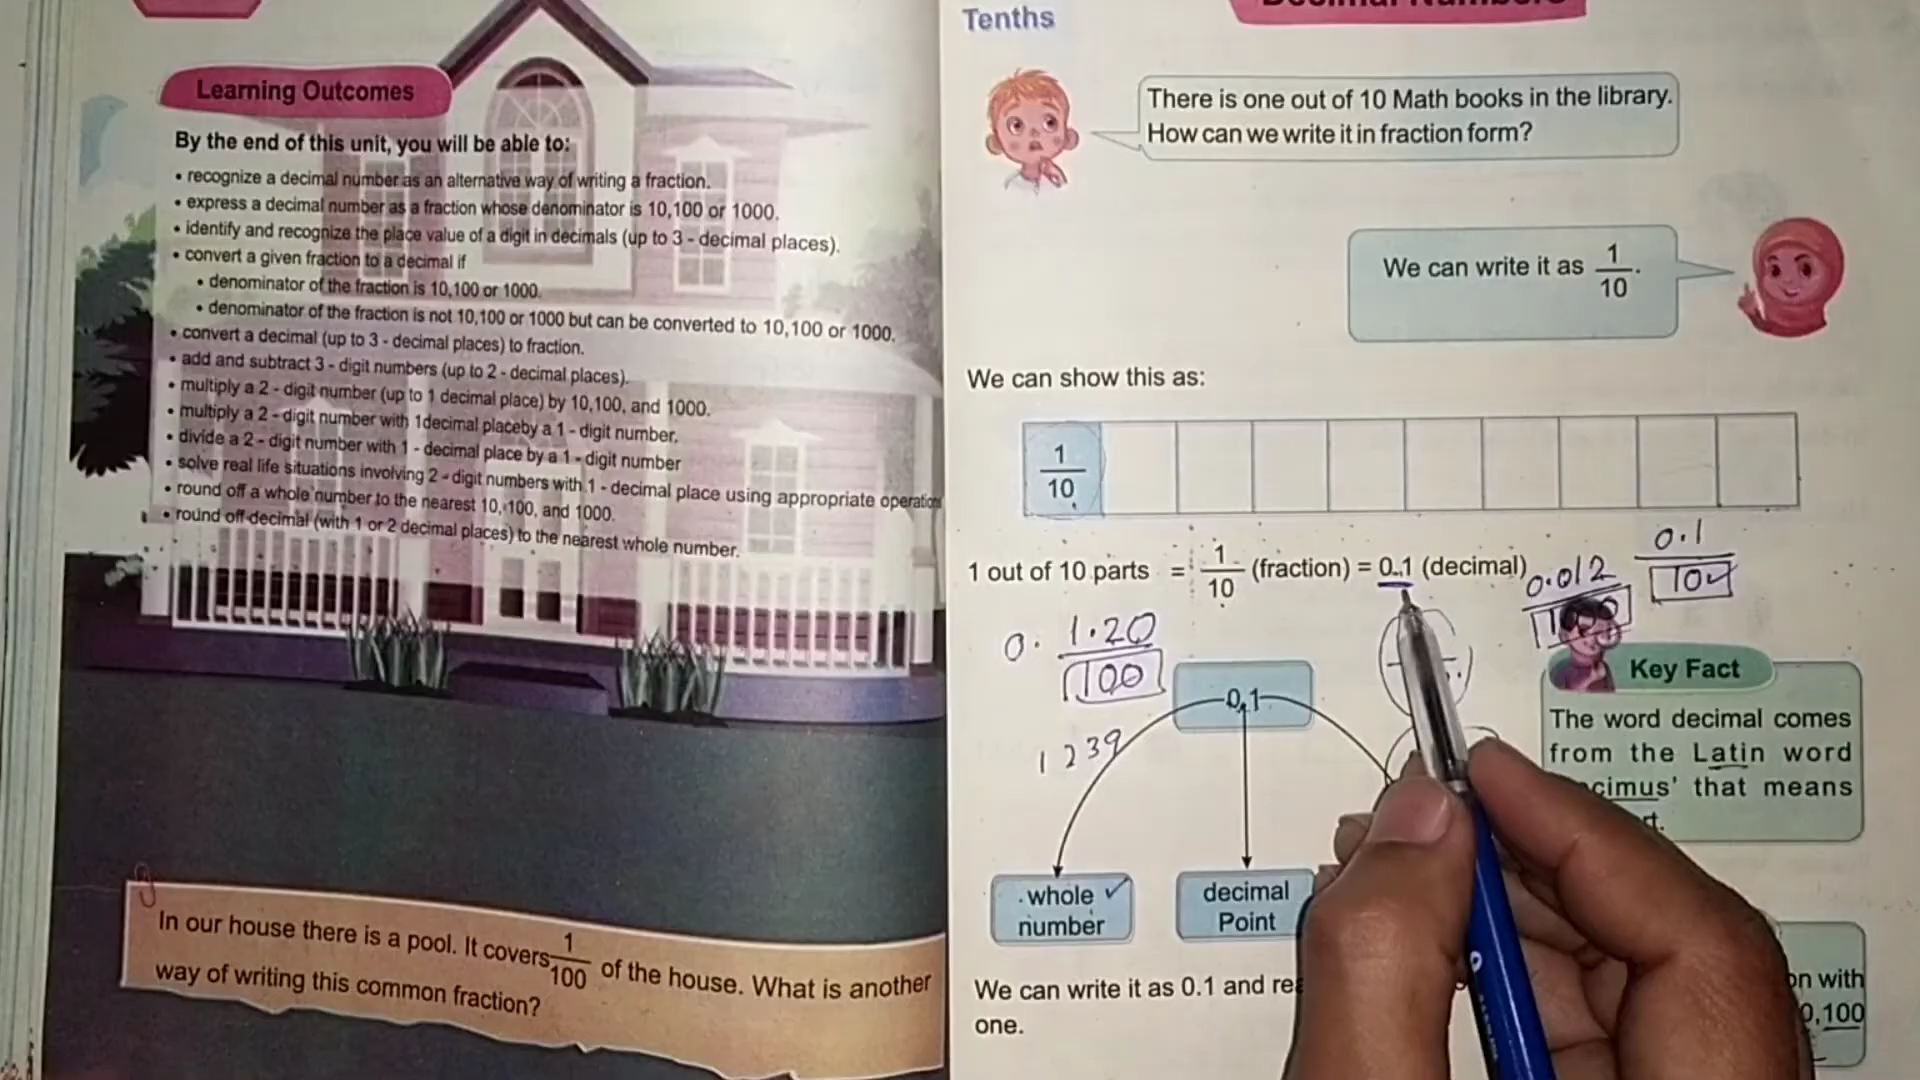 Learning Outcomes
By the end of this unit, you will be able to:
• recognize a decimal number as an alternative way of writing a fraction.
• express a decimal number as a fraction whose denominator is 10,100 or 1000.
• identify and recognize the place value of a digit in decimals (up to 3 - decimal places).
• convert a given fraction to a decimal if
• denominator of the fraction is 10,100 or 1000.
• denominator of the fraction is not 10,100 or 1000 but can be converted to 10,100 or 1000.
• convert a decimal (up to 3 - decimal places) to fraction.
• add and subtract 3 - digit numbers (up to 2 - decimal places).
• multiply a 2 - digit number (up to 1 decimal place) by 10,100, and 1000.
• multiply a 2 - digit number with 1decimal placeby a 1 - digit number.
• divide a 2 - digit number with 1 - decimal place by a 1 - digit number
• solve real life situations involving 2 - digit numbers with 1 - decimal place using appropriate operation
• round off a whole number to the nearest 10, 100, and 1000.
• round off decimal (with 1 or 2 decimal places) to the nearest whole number.
In our house there is a pool. It covers 1/100 of the house. What is another
way of writing this common fraction?
Tenths
There is one out of 10 Math books in the library.
How can we write it in fraction form?
We can write it as 1/10.
We can show this as:
1/10
1 out of 10 parts = 1/10 (fraction) = 0.1 (decimal)
0.012
0.1
10
0. 1.20
100
0.1
1239
Key Fact
The word decimal comes
from the Latin word
cimus' that means
whole ✓
number
decimal
Point
We can write it as 0.1 and
one.
on with
0,100